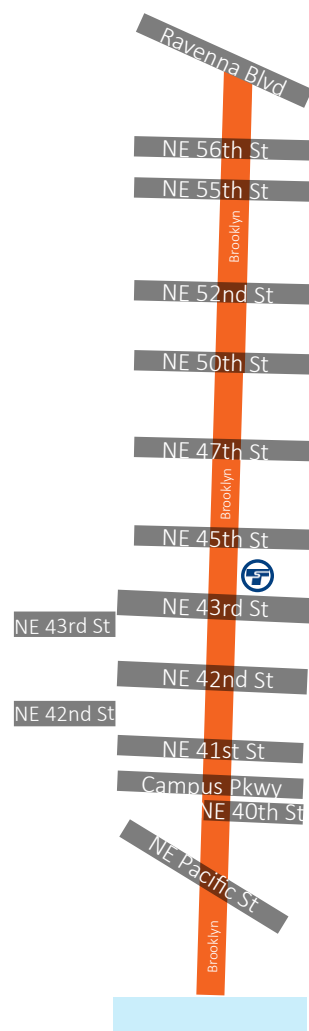 Ravenna Blvd
NE 56th St
NE 55th St
Brooklyn
NE 52nd St
NE 50th St
NE 47th St
Brooklyn
NE 45th St
NE 43rd St
NE 43rd St
NE 42nd St
NE 42nd St
NE 41st St
Campus Pkwy
NE 40th St
NE Pacific St
Brooklyn